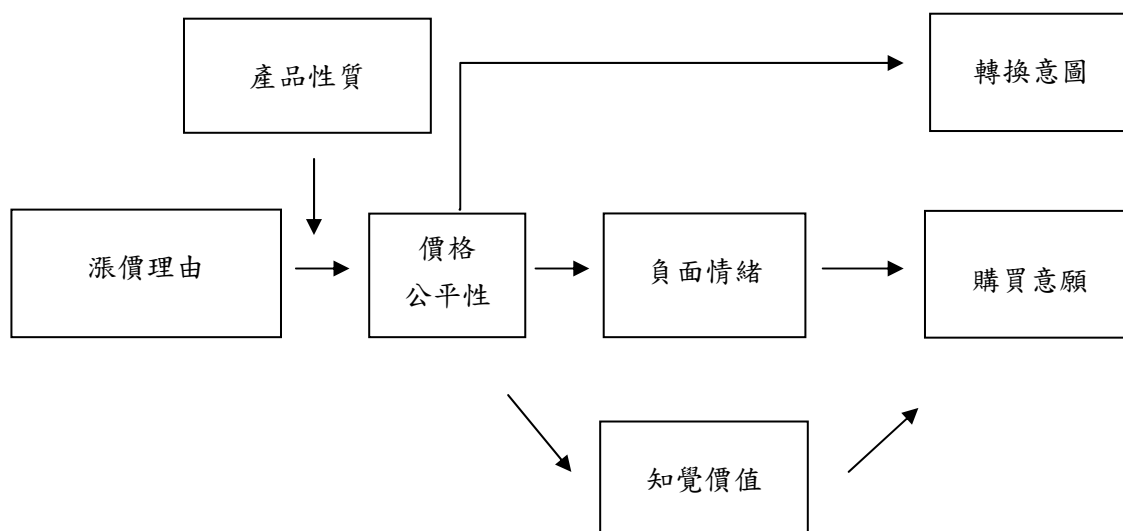 產品性質
轉換意圖
漲價理由
價格
公平性
負面情緒
購買意願
知覺價值